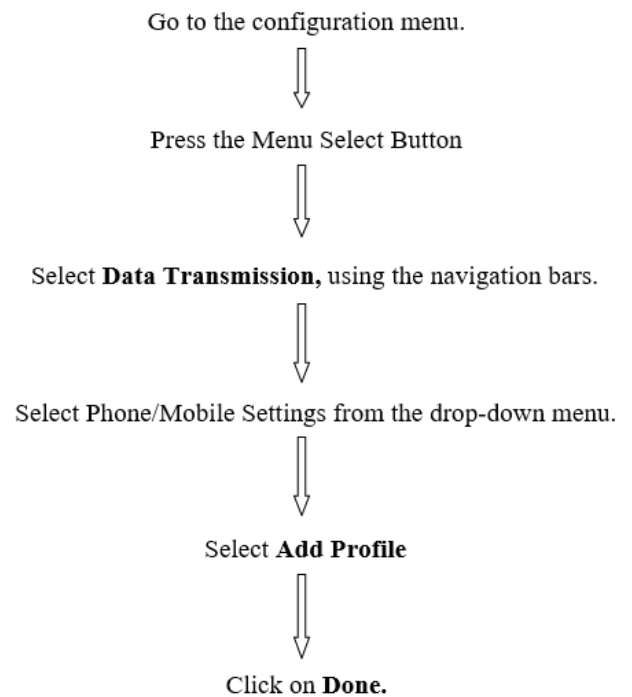 Go to the configuration menu.
Press the Menu Select Button
Select Data Transmission, using the navigation bars.
Select Phone/Mobile Settings from the drop-down menu.
Select Add Profile
Click on Done.